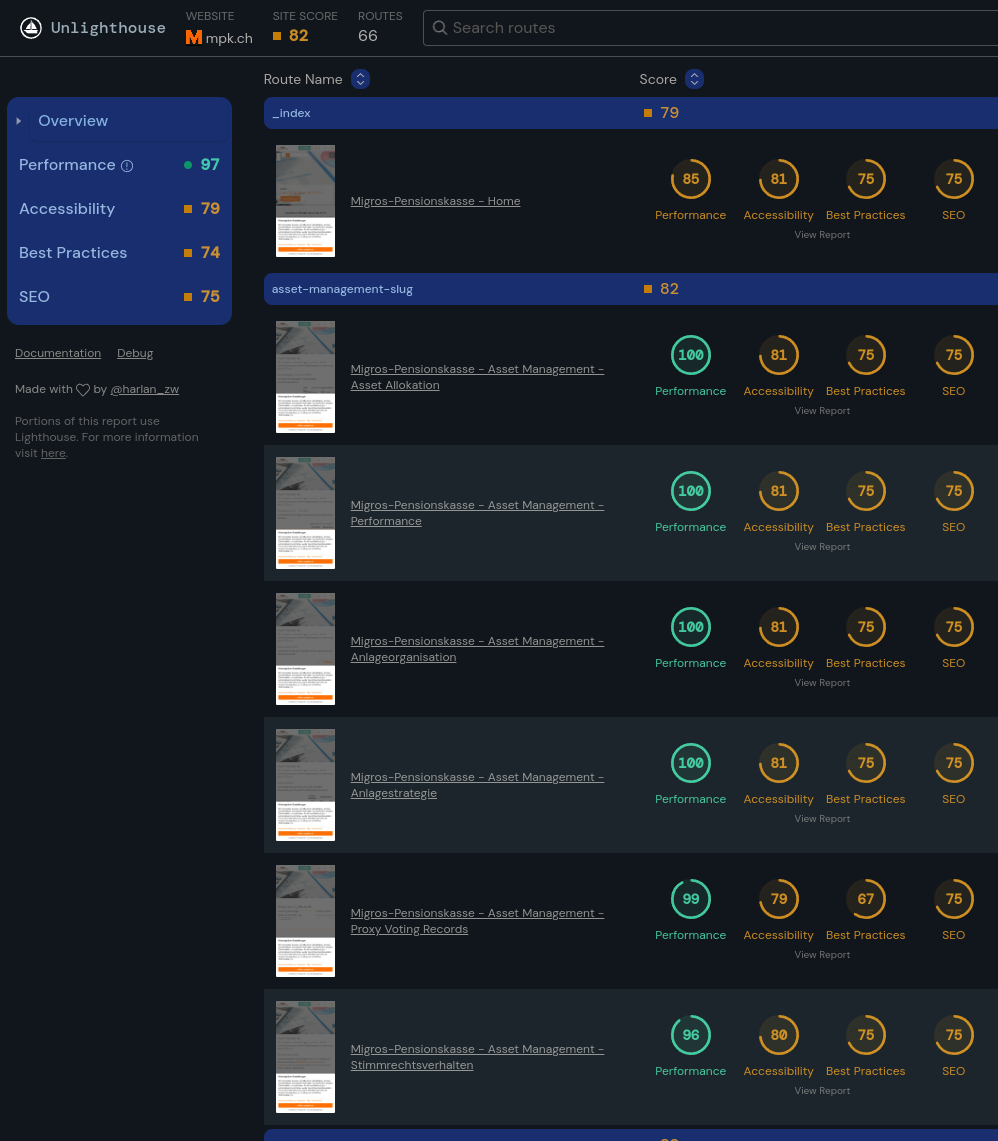 Unlighthouse
WEBSITE
mpk.ch
SITE SCORE
82
ROUTES
66
Search routes
Overview
Performance 97
Accessibility 79
Best Practices 74
SEO 75
Documentation Debug
Made with by @harlan_zw
Portions of this report use
Lighthouse. For more information
visit here.
Route Name Score
_index 79
Migros-Pensionskasse - Home
85 81 75 75
Performance Accessibility Best Practices SEO
View Report
asset-management-slug 82
Migros-Pensionskasse - Asset Management -
Asset Allokation
100 81 75 75
Performance Accessibility Best Practices SEO
View Report
Migros-Pensionskasse - Asset Management -
Performance
100 81 75 75
Performance Accessibility Best Practices SEO
View Report
Migros-Pensionskasse - Asset Management -
Anlageorganisation
100 81 75 75
Performance Accessibility Best Practices SEO
View Report
Migros-Pensionskasse - Asset Management -
Anlagestrategie
100 81 75 75
Performance Accessibility Best Practices SEO
View Report
Migros-Pensionskasse - Asset Management -
Proxy Voting Records
99 79 67 75
Performance Accessibility Best Practices SEO
View Report
Migros-Pensionskasse - Asset Management -
Stimmrechtsverhalten
96 80 75 75
Performance Accessibility Best Practices SEO
View Report